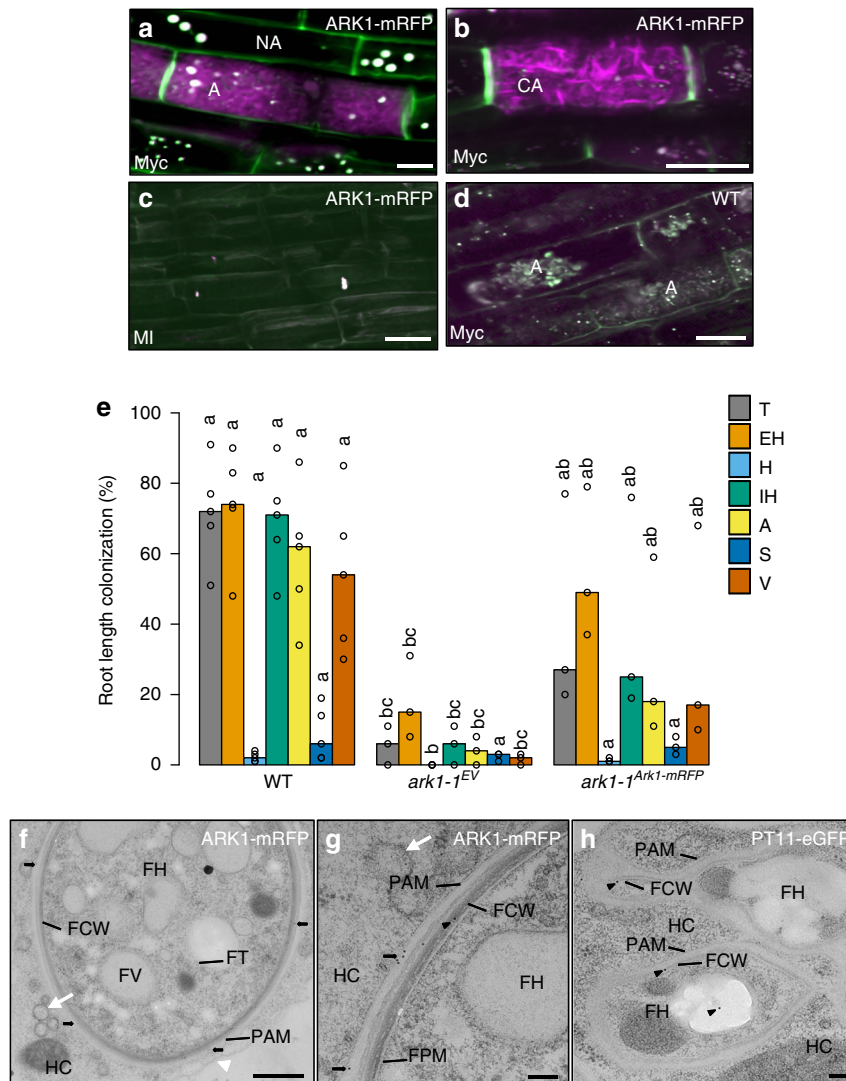 a ARK1-mRFP
NA
A
Myc
b ARK1-mRFP
CA
Myc
c ARK1-mRFP
MI
d WT
A
A
Myc
e
Root length colonization (%)
100
80
60
40
20
0
a a a a a a a
bc bc b bc bc a bc
ab ab a ab ab a ab
WT
ark1-1EV
ark1-1Ark1-mRFP
T
EH
H
IH
A
S
V
f ARK1-mRFP
FH
FCW
FV
FT
PAM
HC
g ARK1-mRFP
PAM
FCW
HC
FH
FPM
h PT11-eGFP
PAM
FCW
FH
HC
PAM
FCW
FH
HC